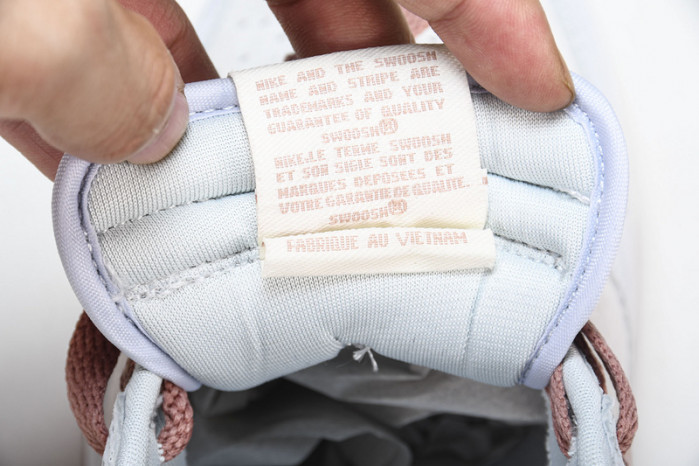 NIKE AND THE SWOOSH
NAME AND STRIPE ARE
TRADEMARKS AND YOUR
GUARANTEE OF QUALITY
SWOOSH®
NIKE.LE TERME SWOOSH
ET SON SIGLE SONT DES
MARQUES DEPOSEES ET
VOTRE GARANTIE DE QUALITE.
SWOOSH®
FABRIQUE AU VIETNAM